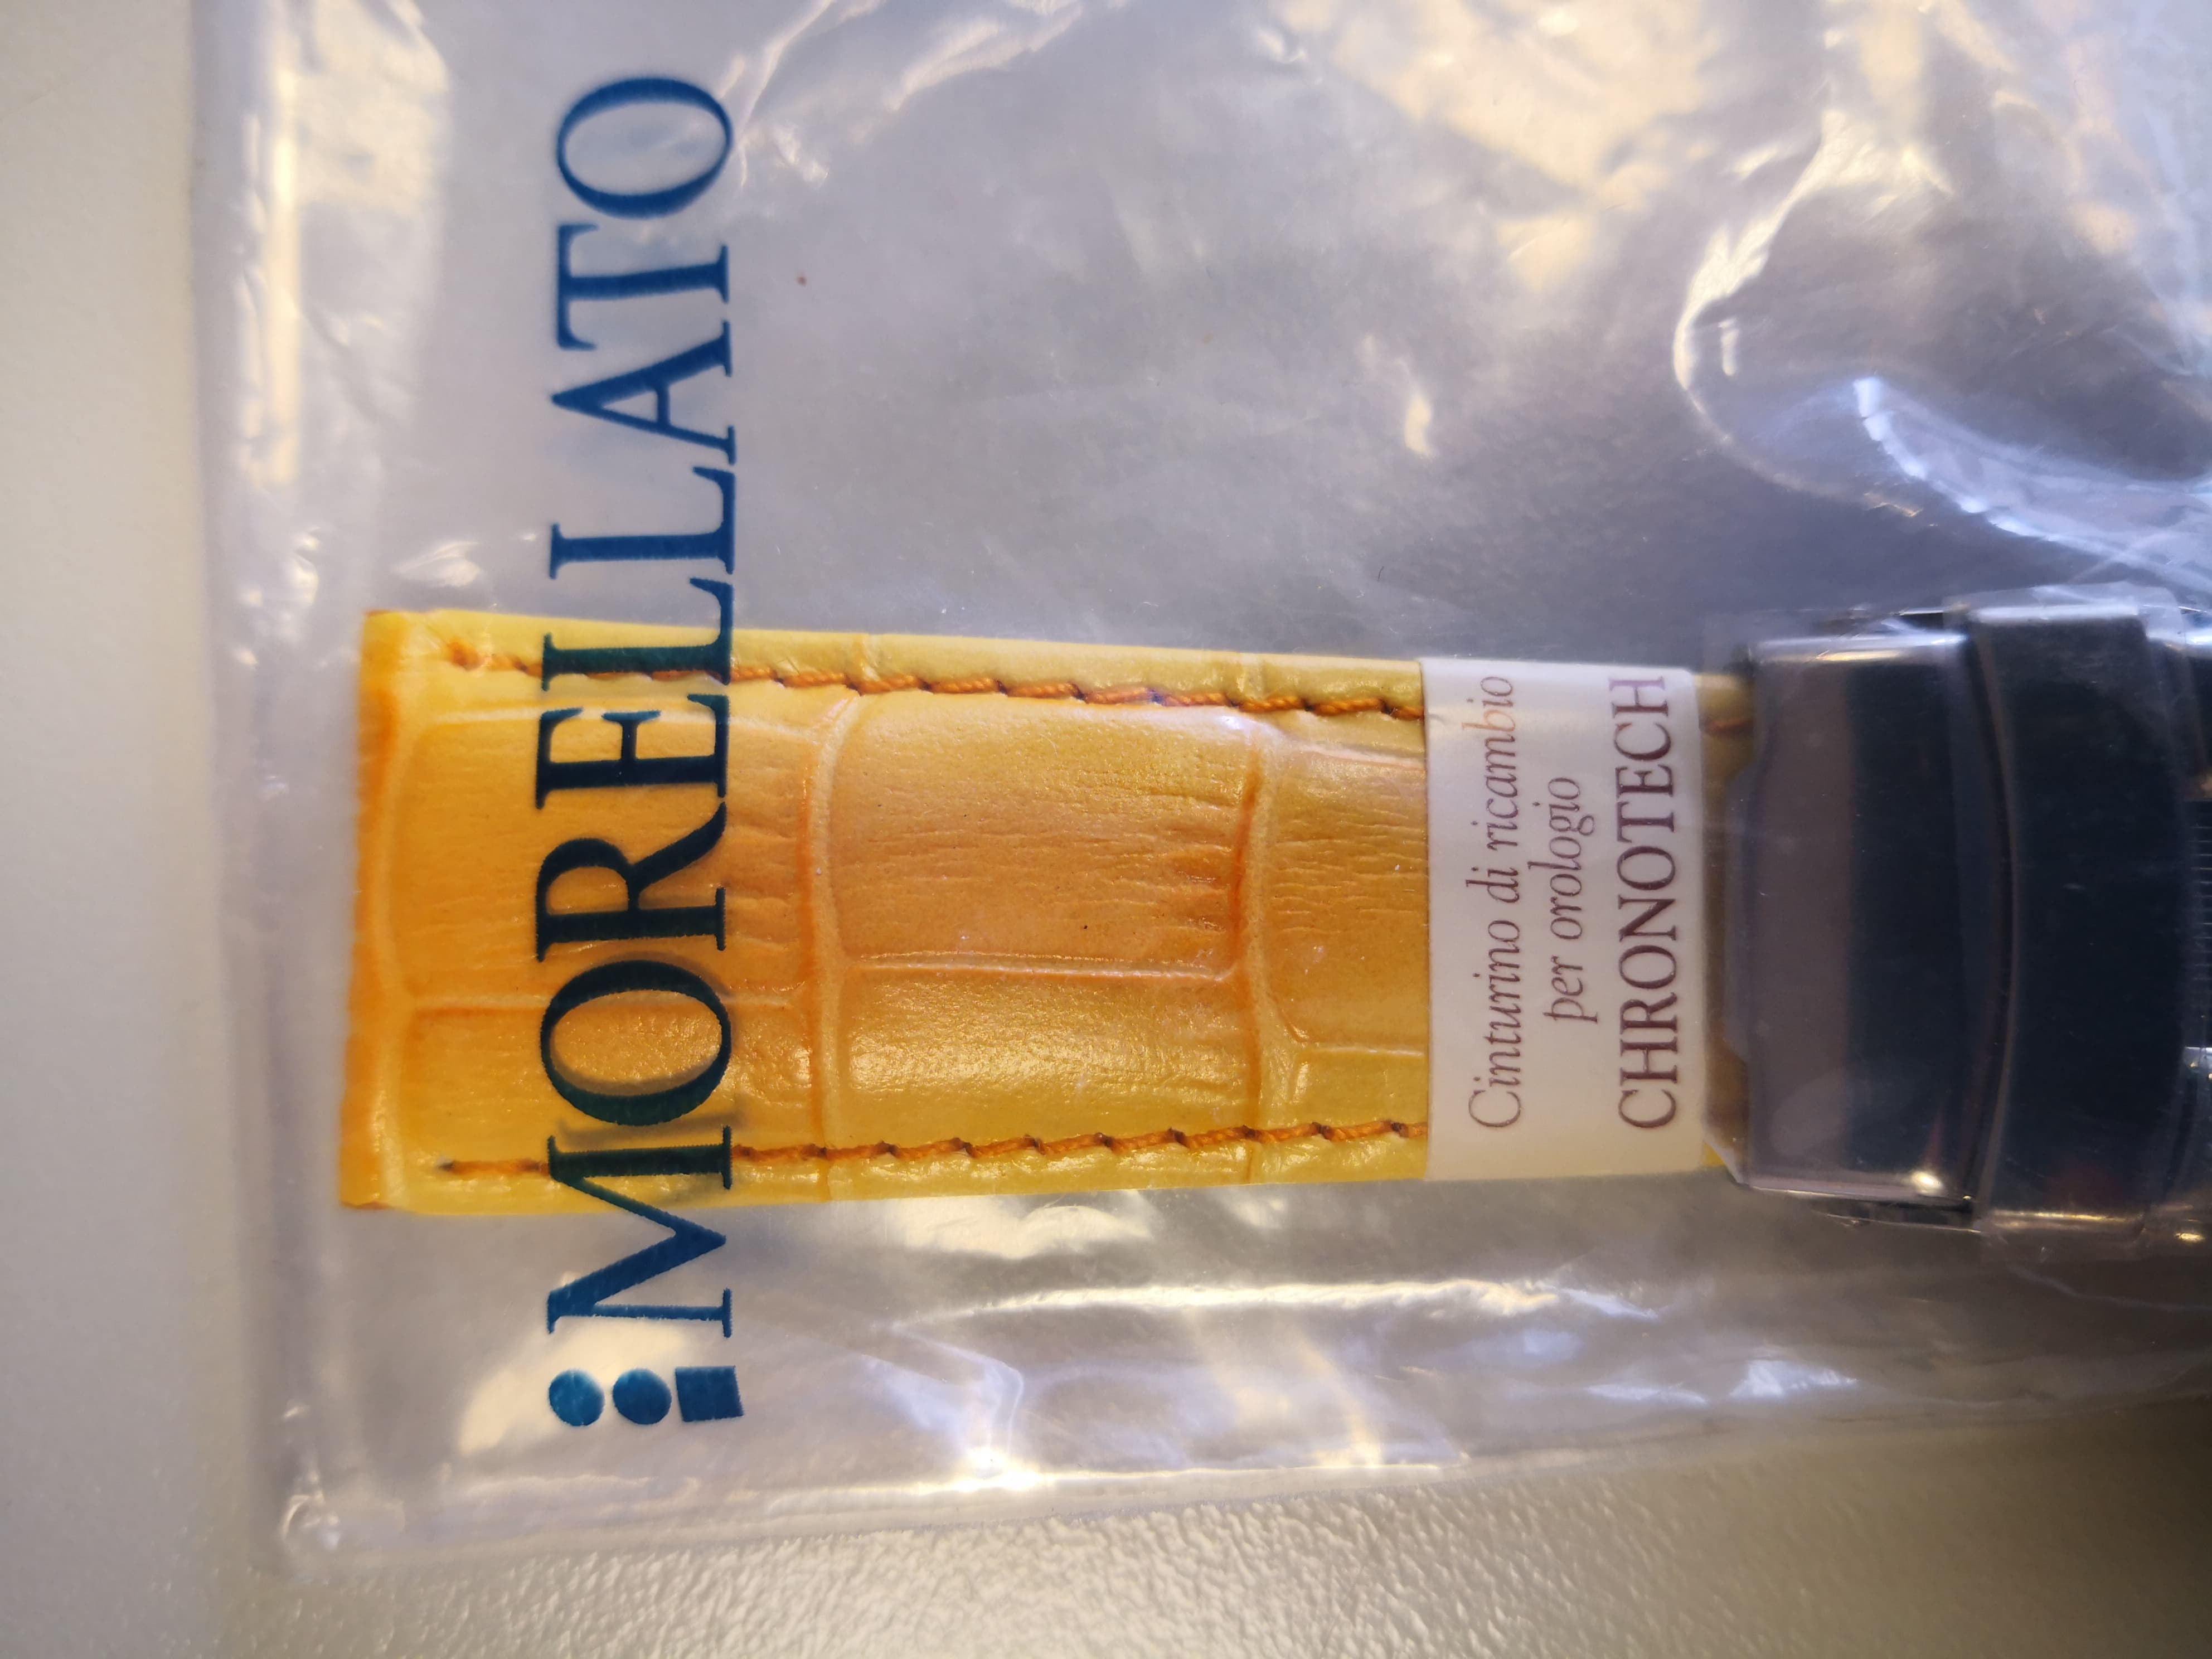 MORELLATO
Cinturino di ricambio
per orologio
CHRONOTECH